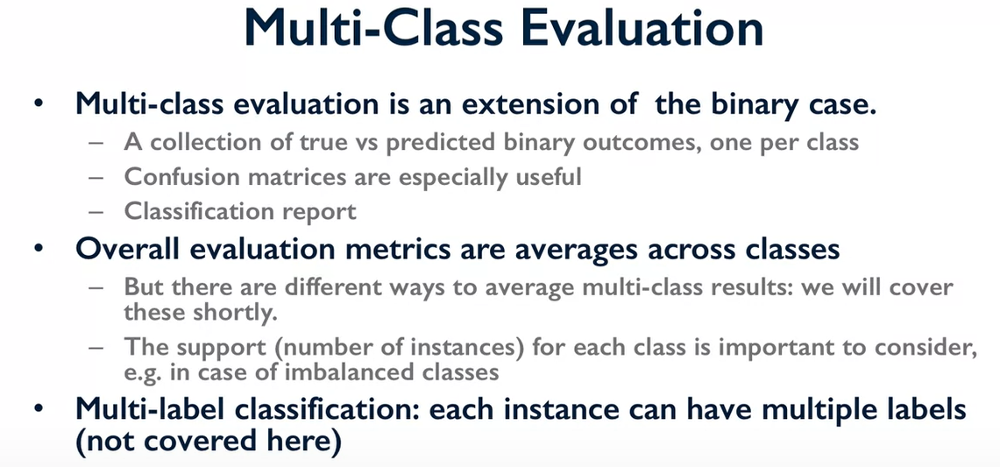 Multi-Class Evaluation
• Multi-class evaluation is an extension of the binary case.
– A collection of true vs predicted binary outcomes, one per class
– Confusion matrices are especially useful
– Classification report
• Overall evaluation metrics are averages across classes
– But there are different ways to average multi-class results: we will cover
these shortly.
– The support (number of instances) for each class is important to consider,
e.g. in case of imbalanced classes
• Multi-label classification: each instance can have multiple labels
(not covered here)